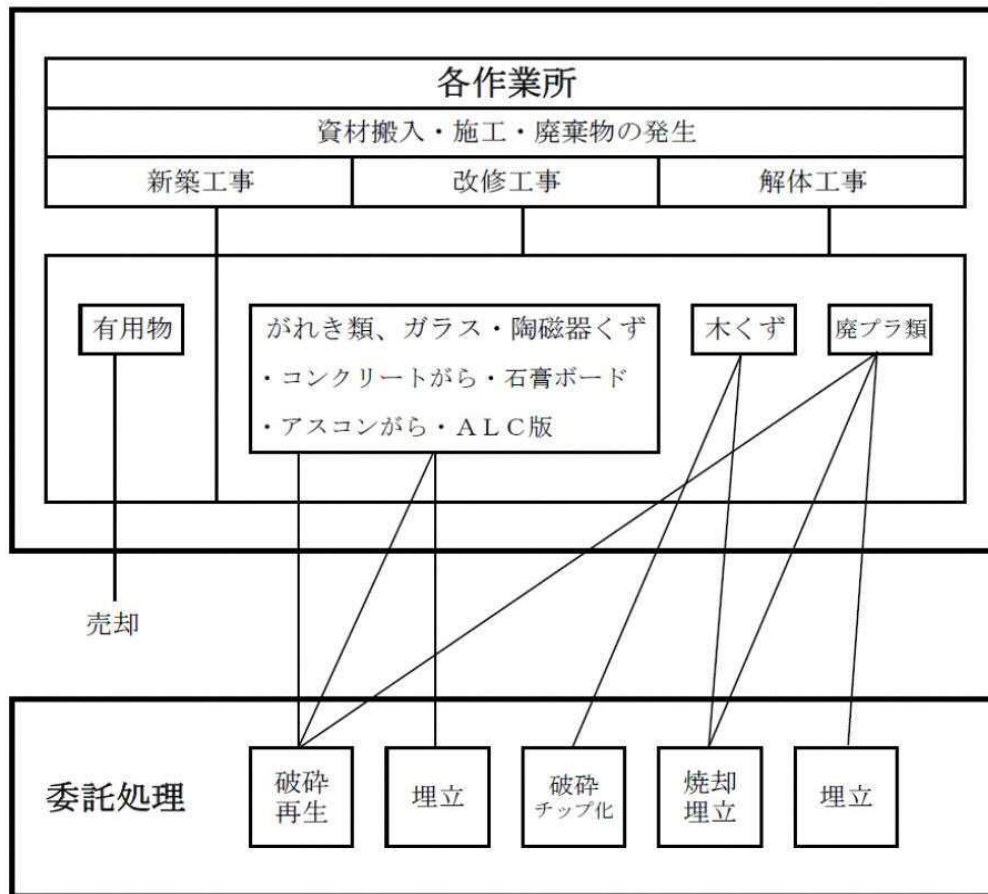 各作業所
資材搬入・施工・廃棄物の発生
新築工事
改修工事
解体工事
有用物
がれき類、ガラス・陶磁器くず
・コンクリートがら・石膏ボード
・アスコンがら・ALC版
木くず
廃プラ類
売却
委託処理
破砕
再生
埋立
破砕
チップ化
焼却
埋立
埋立